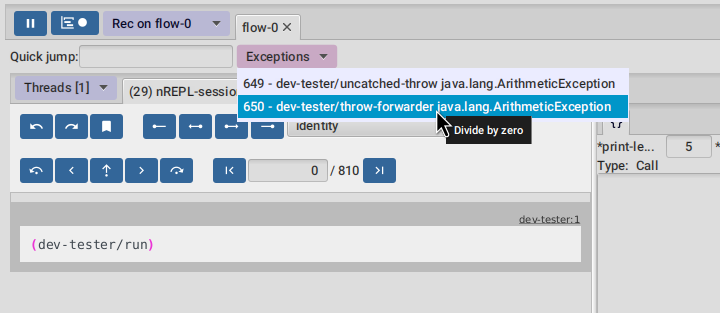 Rec on flow-0
flow-0
Quick jump:
Exceptions
649 - dev-tester/uncatched-throw java.lang.ArithmeticException
Threads [1]
(29) nREPL-sessio
650 - dev-tester/throw-forwarder java.lang.ArithmeticException
identity
Divide by zero
{}
*print-le...
5
*
Type: Call
0
/ 810
dev-tester:1
(dev-tester/run)